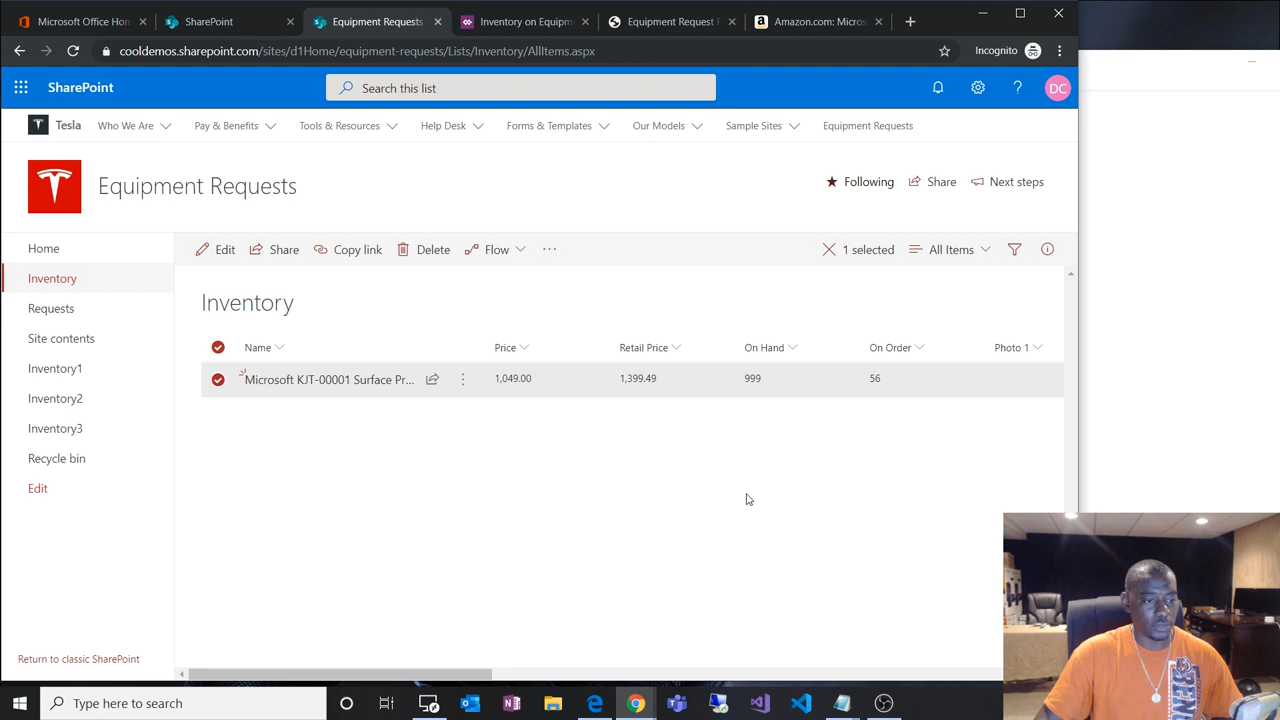 Microsoft Office Home
SharePoint
Equipment Requests
Inventory on Equipm
Equipment Request F
Amazon.com: Micros
cooldemos.sharepoint.com/sites/d1Home/equipment-requests/Lists/Inventory/AllItems.aspx
Incognito
SharePoint
Search this list
DC
Tesla
Who We Are
Pay & Benefits
Tools & Resources
Help Desk
Forms & Templates
Our Models
Sample Sites
Equipment Requests
Equipment Requests
Following
Share
Next steps
Home
Inventory
Requests
Site contents
Inventory1
Inventory2
Inventory3
Recycle bin
Edit
Return to classic SharePoint
Edit
Share
Copy link
Delete
Flow
1 selected
All Items
Inventory
Name
Price
Retail Price
On Hand
On Order
Photo 1
Microsoft KJT-00001 Surface Pr...
1,049.00
1,399.49
999
56
Type here to search